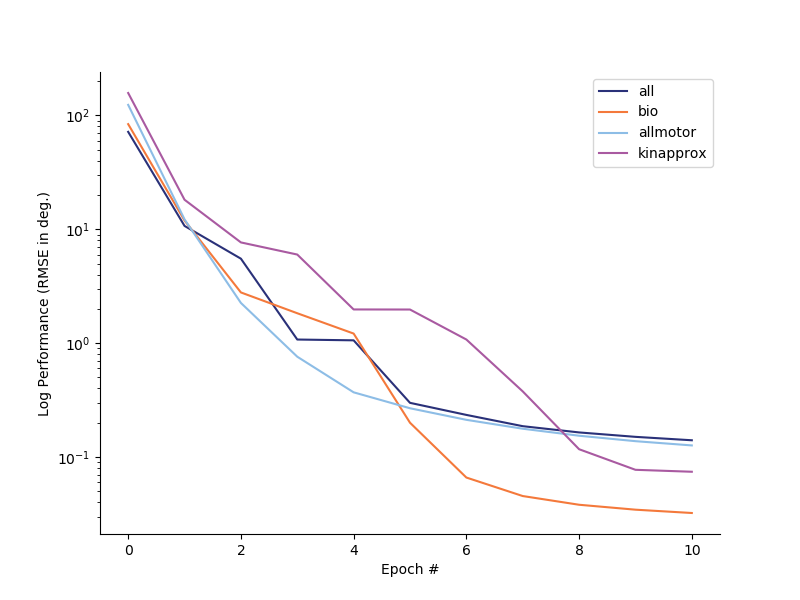 all
bio
allmotor
kinapprox
Log Performance (RMSE in deg.)
10²
10¹
10⁰
10⁻¹
0 2 4 6 8 10
Epoch #